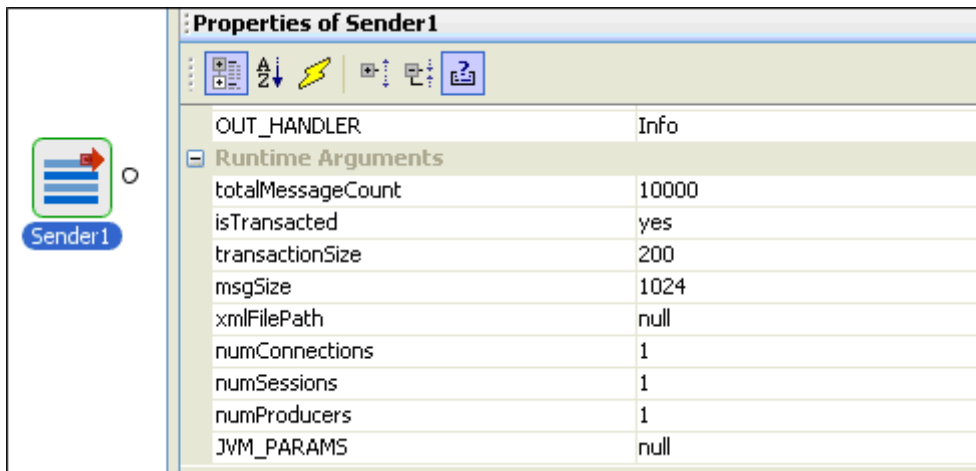 Properties of Sender1
OUT_HANDLER Info
Runtime Arguments
totalMessageCount 10000
isTransacted yes
transactionSize 200
msgSize 1024
xmlFilePath null
numConnections 1
numSessions 1
numProducers 1
JVM_PARAMS null
Sender1